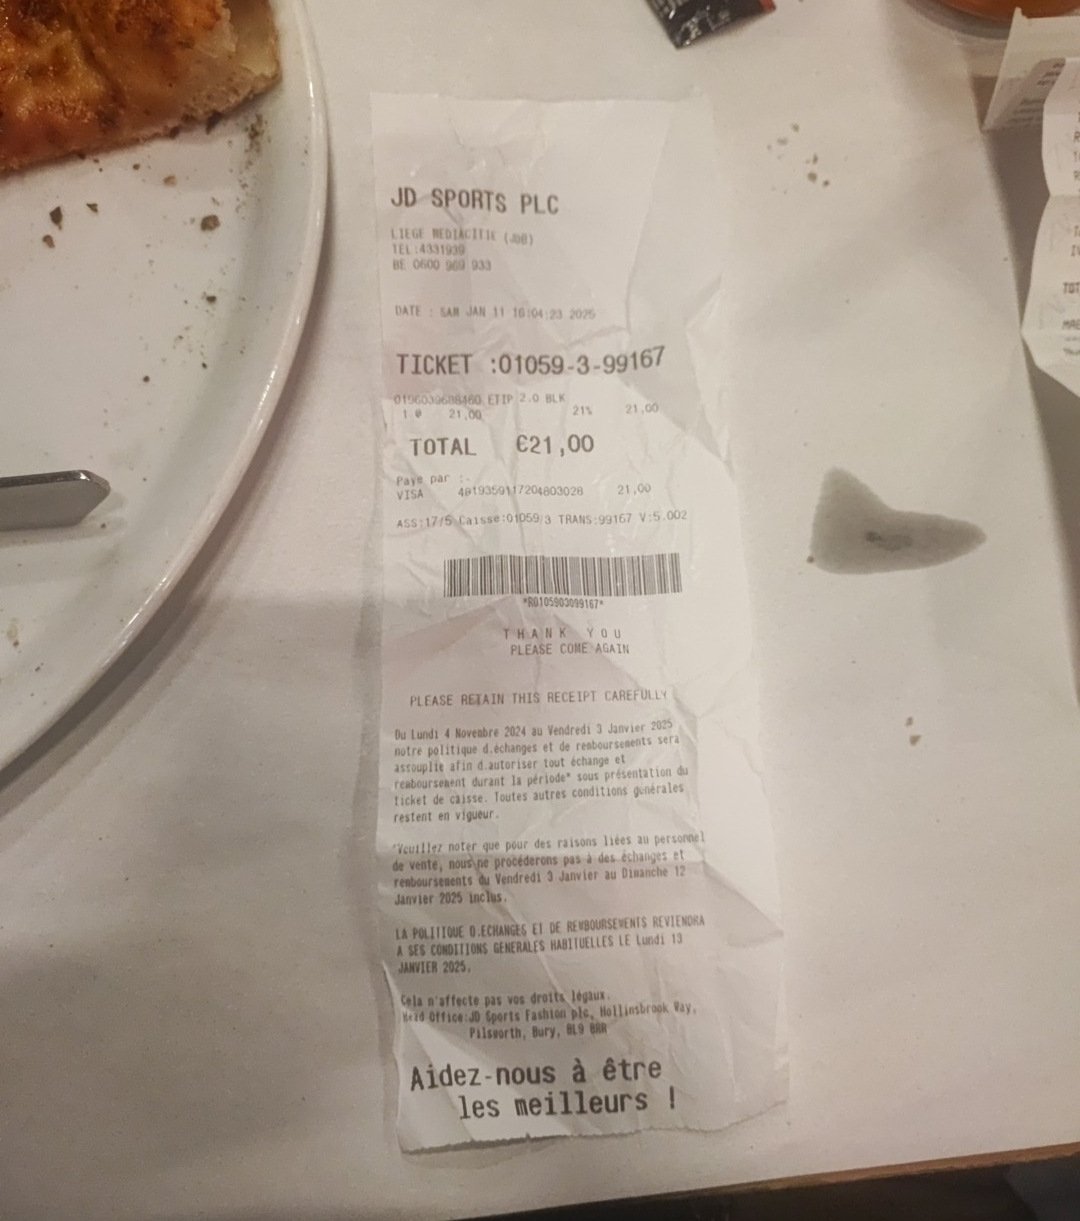 JD SPORTS PLC
LIEGE MEDIACITIE (JDB)
TEL:4331939
BE 0600 969 933
DATE : SAM JAN 11 16:04:23 2025
TICKET :01059-3-99167
0196039688460 ETIP 2.0 BLK
1 @ 21,00 21% 21,00
TOTAL €21,00
Paye par :-
VISA 21,00
ASS:17/5 Caisse:01059/3 TRANS:99167 V:5.002
*R0105903099167*
THANK YOU
PLEASE COME AGAIN
PLEASE RETAIN THIS RECEIPT CAREFULLY
Du Lundi 4 Novembre 2024 au Vendredi 3 Janvier 2025
notre politique d.échanges et de remboursements sera
assouplie afin d.autoriser tout échange et
remboursement durant la période* sous présentation du
ticket de caisse. Toutes autres conditions générales
restent en vigueur.
*Veuillez noter que pour des raisons liées au personnel
de vente, nous ne procéderons pas à des échanges et
remboursements du Vendredi 3 Janvier au Dimanche 12
Janvier 2025 inclus.
LA POLITIQUE D.ECHANGES ET DE REMBOURSEMENTS REVIENDRA
A SES CONDITIONS GENERALES HABITUELLES LE Lundi 13
JANVIER 2025.
Cela n'affecte pas vos droits légaux.
Head Office:JD Sports Fashion plc, Hollinsbrook Way,
Pilsworth, Bury, BL9 8RR
Aidez-nous à être
les meilleurs !
TOT